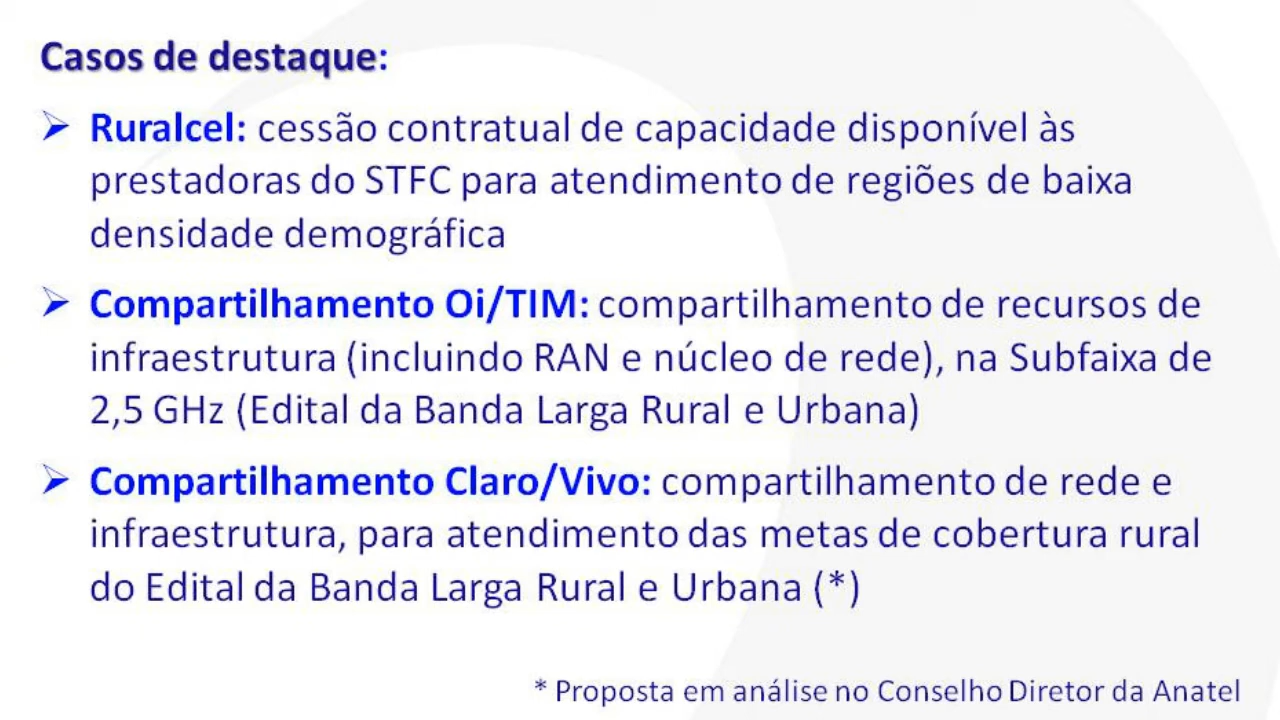 Casos de destaque:
➢ Ruralcel: cessão contratual de capacidade disponível às
prestadoras do STFC para atendimento de regiões de baixa
densidade demográfica
➢ Compartilhamento Oi/TIM: compartilhamento de recursos de
infraestrutura (incluindo RAN e núcleo de rede), na Subfaixa de
2,5 GHz (Edital da Banda Larga Rural e Urbana)
➢ Compartilhamento Claro/Vivo: compartilhamento de rede e
infraestrutura, para atendimento das metas de cobertura rural
do Edital da Banda Larga Rural e Urbana (*)
* Proposta em análise no Conselho Diretor da Anatel